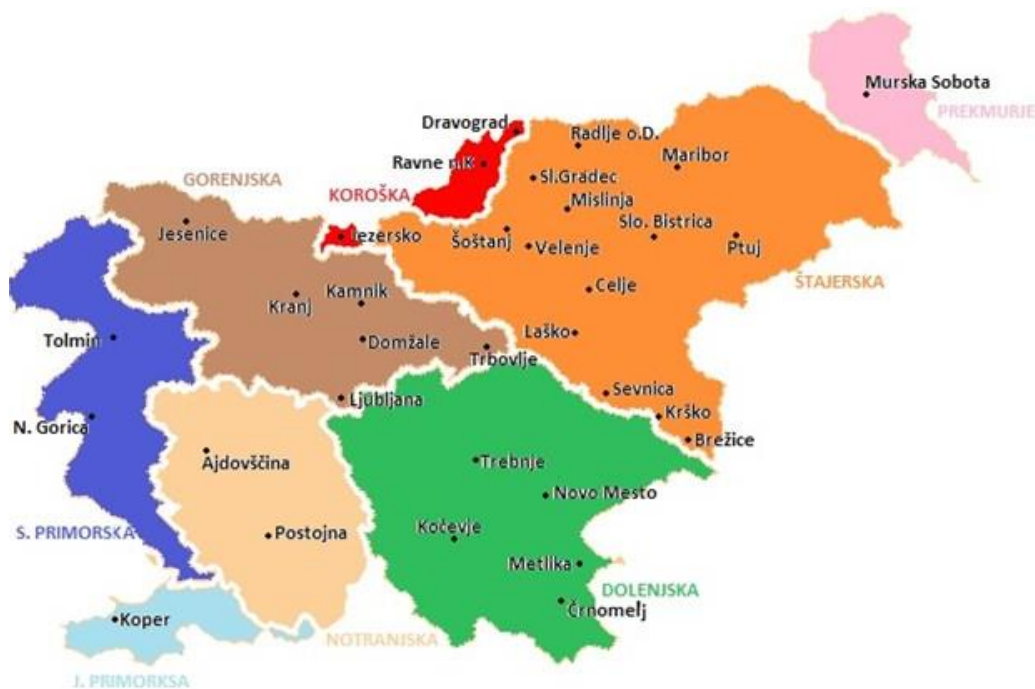 Murska Sobota
PREKMURJE
Dravograd
Radlje o.D.
Maribor
Ravne n.K
Sl.Gradec
GORENJSKA
KOROŠKA
Mislinja
Jesenice
Jezersko
Šoštanj
Slo. Bistrica
Velenje
Ptuj
ŠTAJERSKA
Celje
Kamnik
Kranj
Laško
Tolmin
Domžale
Trbovlje
Sevnica
Ljubljana
Krško
N. Gorica
Brežice
Ajdovščina
Trebnje
Novo Mesto
S. PRIMORSKA
Postojna
Kočevje
Metlika
DOLENJSKA
Črnomelj
Koper
NOTRANJSKA
J. PRIMORKSA